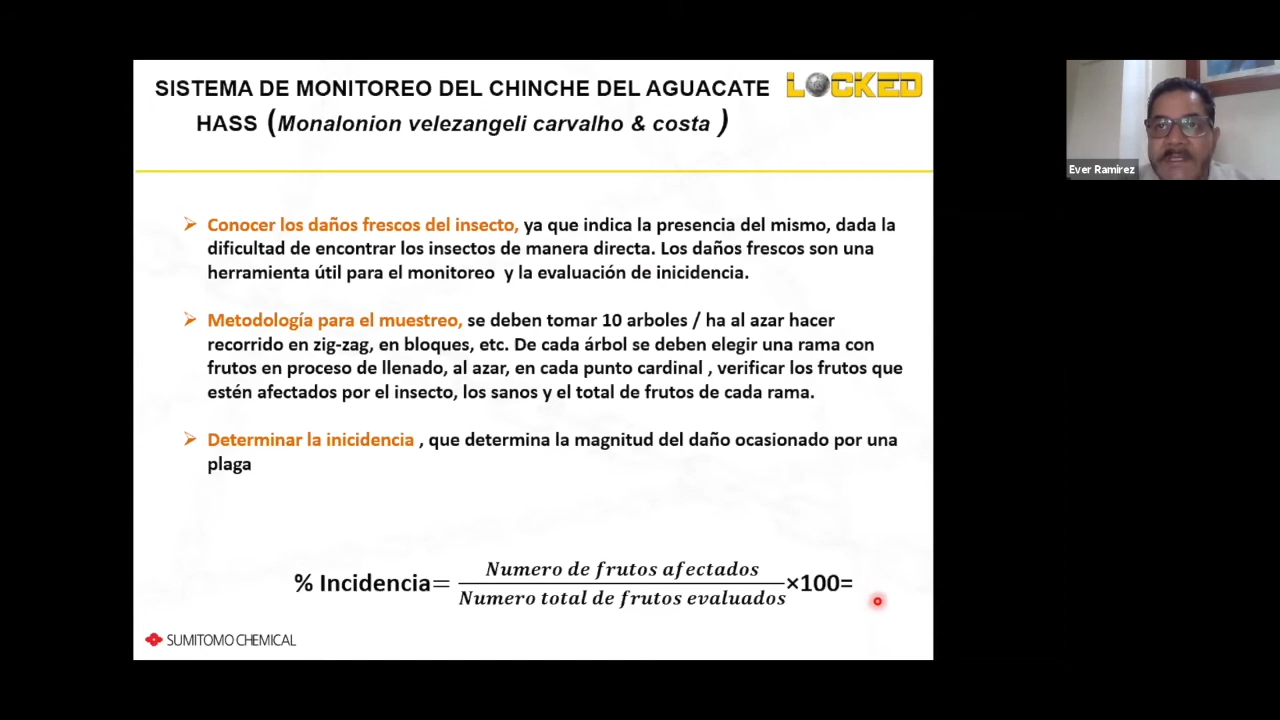 SISTEMA DE MONITOREO DEL CHINCHE DEL AGUACATE
HASS (Monalonion velezangeli carvalho & costa )
LOCKED
Ever Ramirez
➢ Conocer los daños frescos del insecto, ya que indica la presencia del mismo, dada la
dificultad de encontrar los insectos de manera directa. Los daños frescos son una
herramienta útil para el monitoreo y la evaluación de inicidencia.
➢ Metodología para el muestreo, se deben tomar 10 arboles / ha al azar hacer
recorrido en zig-zag, en bloques, etc. De cada árbol se deben elegir una rama con
frutos en proceso de llenado, al azar, en cada punto cardinal , verificar los frutos que
estén afectados por el insecto, los sanos y el total de frutos de cada rama.
➢ Determinar la inicidencia , que determina la magnitud del daño ocasionado por una
plaga
Numero de frutos afectados
% Incidencia= ×100=
Numero total de frutos evaluados
SUMITOMO CHEMICAL